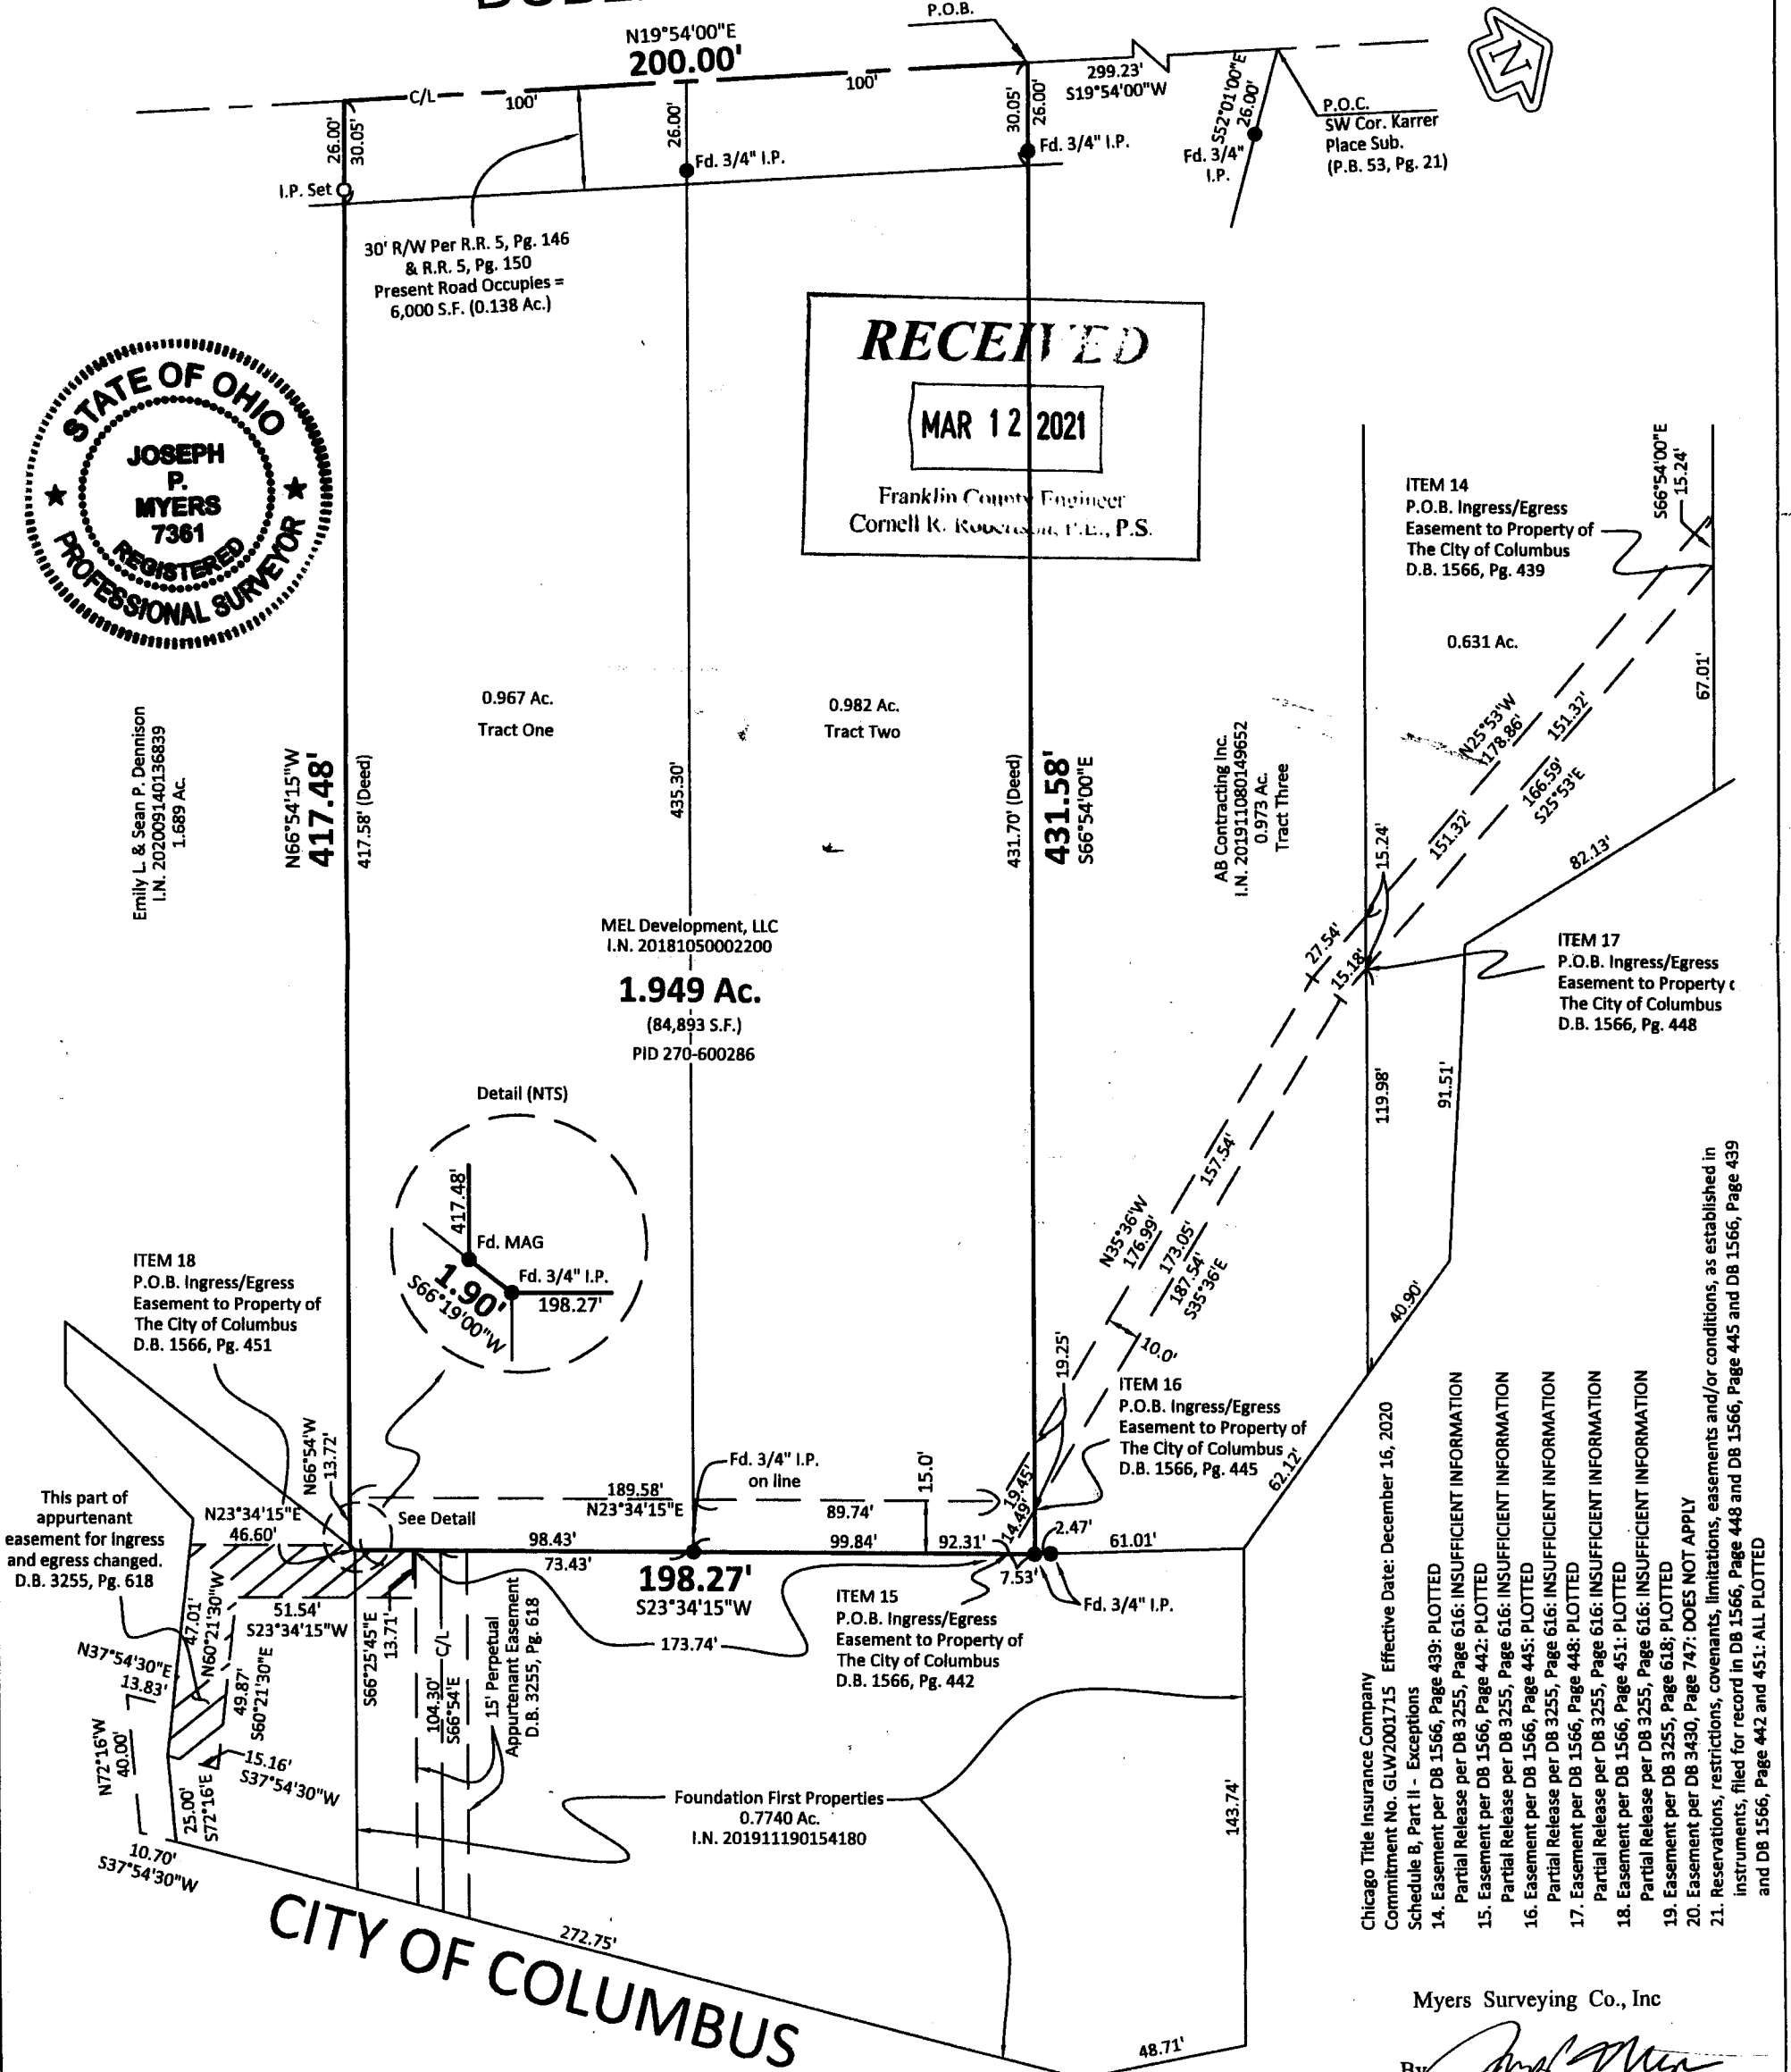 P.O.B.
N19°54'00"E
200.00'
C/L
100'
100'
299.23'
S19°54'00"W
S52°01'00"E
26.00'
P.O.C.
SW Cor. Karrer
Place Sub.
(P.B. 53, Pg. 21)
N
26.00'
30.05'
26.00'
30.05'
26.00'
I.P. Set
Fd. 3/4" I.P.
Fd. 3/4" I.P.
Fd. 3/4"
I.P.
30' R/W Per R.R. 5, Pg. 146
& R.R. 5, Pg. 150
Present Road Occupies =
6,000 S.F. (0.138 Ac.)
STATE OF OHIO
JOSEPH
P.
MYERS
7361
REGISTERED
PROFESSIONAL SURVEYOR
RECEIVED
MAR 12 2021
Franklin County Engineer
Cornell R. Robertson, P.E., P.S.
ITEM 14
P.O.B. Ingress/Egress
Easement to Property of
The City of Columbus
D.B. 1566, Pg. 439
S66°54'00"E
15.24'
0.631 Ac.
67.01'
N25°53'W
178.86'
151.32'
166.59'
S25°53'E
151.32'
82.13'
15.24'
27.54'
15.18'
Emily L. & Sean P. Dennison
I.N. 202009140136839
1.689 Ac.
N66°54'15"W
417.48'
417.58' (Deed)
0.967 Ac.
Tract One
435.30'
0.982 Ac.
Tract Two
431.70' (Deed)
431.58'
S66°54'00"E
AB Contracting Inc.
I.N. 201911080149652
0.973 Ac.
Tract Three
MEL Development, LLC
I.N. 20181050002200
1.949 Ac.
(84,893 S.F.)
PID 270-600286
ITEM 17
P.O.B. Ingress/Egress
Easement to Property
The City of Columbus
D.B. 1566, Pg. 448
119.98'
91.51'
40.90'
62.12'
Detail (NTS)
417.48'
Fd. MAG
Fd. 3/4" I.P.
1.90'
S66°19'00"W
198.27'
157.54'
N35°36'W
176.99'
173.05'
187.54'
S35°36'E
10.0'
19.25'
ITEM 18
P.O.B. Ingress/Egress
Easement to Property of
The City of Columbus
D.B. 1566, Pg. 451
ITEM 16
P.O.B. Ingress/Egress
Easement to Property of
The City of Columbus
D.B. 1566, Pg. 445
N66°54'W
13.72'
189.58'
N23°34'15"E
Fd. 3/4" I.P.
on line
89.74'
15.0'
19.45'
14.49'
This part of
appurtenant
easement for ingress
and egress changed.
D.B. 3255, Pg. 618
N23°34'15"E
46.60'
See Detail
98.43'
73.43'
99.84'
92.31'
2.47'
61.01'
7.53'
198.27'
S23°34'15"W
Fd. 3/4" I.P.
ITEM 15
P.O.B. Ingress/Egress
Easement to Property of
The City of Columbus
D.B. 1566, Pg. 442
173.74'
51.54'
S23°34'15"W
47.01'
N60°21'30"W
49.87'
S60°21'30"E
N37°54'30"E
13.83'
N72°16'W
40.00'
25.00'
S72°16'E
15.16'
S37°54'30"W
10.70'
S37°54'30"W
S66°25'45"E
13.71'
104.30'
C/L
S66°54'E
15' Perpetual
Appurtenant Easement
D.B. 3255, Pg. 618
Foundation First Properties
0.7740 Ac.
I.N. 201911190154180
143.74'
272.75'
48.71'
CITY OF COLUMBUS
Chicago Title Insurance Company
Commitment No. GLW2001715 Effective Date: December 16, 2020
Schedule B, Part II - Exceptions
14. Easement per DB 1566, Page 439: PLOTTED
Partial Release per DB 3255, Page 616: INSUFFICIENT INFORMATION
15. Easement per DB 1566, Page 442: PLOTTED
Partial Release per DB 3255, Page 616: INSUFFICIENT INFORMATION
16. Easement per DB 1566, Page 445: PLOTTED
Partial Release per DB 3255, Page 616: INSUFFICIENT INFORMATION
17. Easement per DB 1566, Page 448: PLOTTED
Partial Release per DB 3255, Page 616: INSUFFICIENT INFORMATION
18. Easement per DB 1566, Page 451: PLOTTED
Partial Release per DB 3255, Page 616: INSUFFICIENT INFORMATION
19. Easement per DB 3255, Page 618; PLOTTED
20. Easement per DB 3430, Page 747: DOES NOT APPLY
21. Reservations, restrictions, covenants, limitations, easements and/or conditions, as established in
instruments, filed for record in DB 1566, Page 448 and DB 1566, Page 445 and DB 1566, Page 439
and DB 1566, Page 442 and 451: ALL PLOTTED
Myers Surveying Co., Inc
By